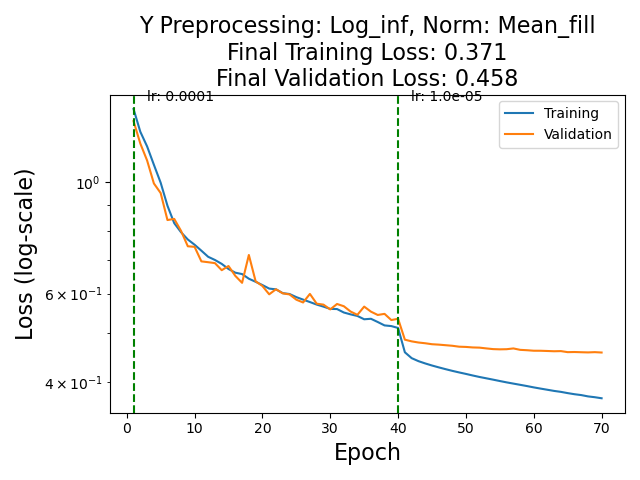 Y Preprocessing: Log_inf, Norm: Mean_fill
Final Training Loss: 0.371
Final Validation Loss: 0.458
lr: 0.0001
lr: 1.0e-05
Training
Validation
Loss (log-scale)
10⁰
6 × 10⁻¹
4 × 10⁻¹
0 10 20 30 40 50 60 70
Epoch